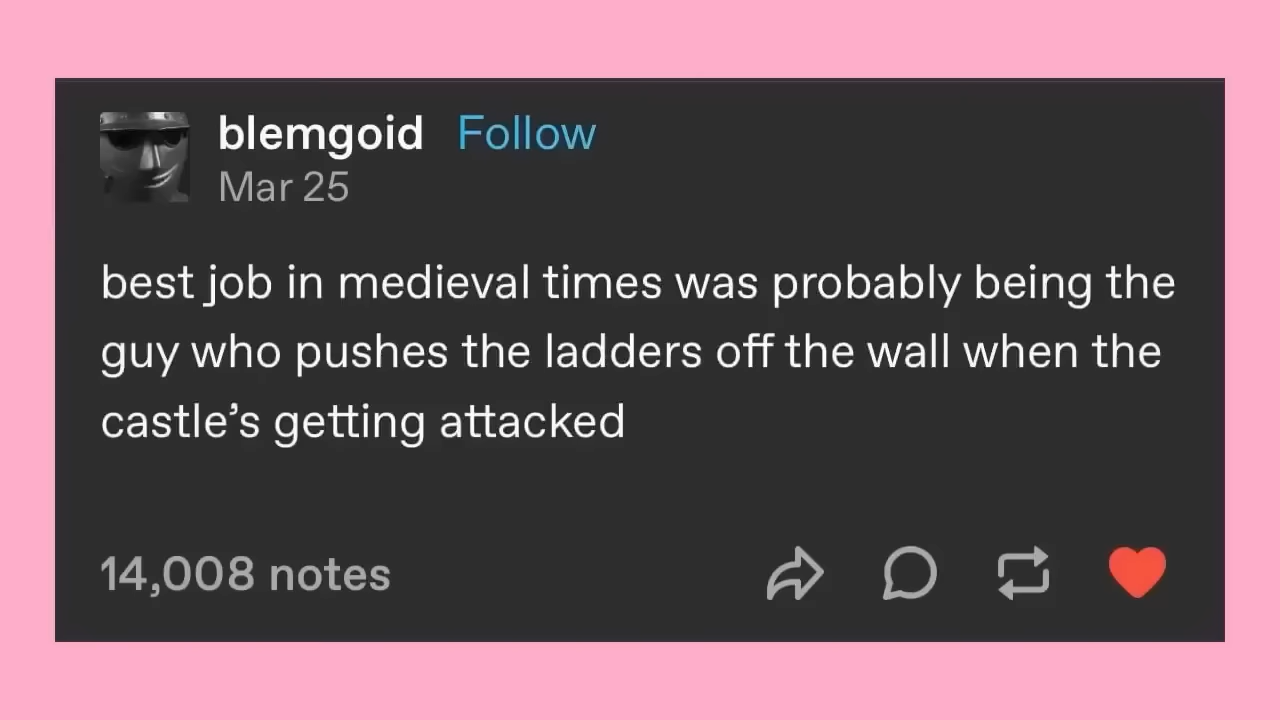 blemgoid Follow
Mar 25
best job in medieval times was probably being the
guy who pushes the ladders off the wall when the
castle’s getting attacked
14,008 notes